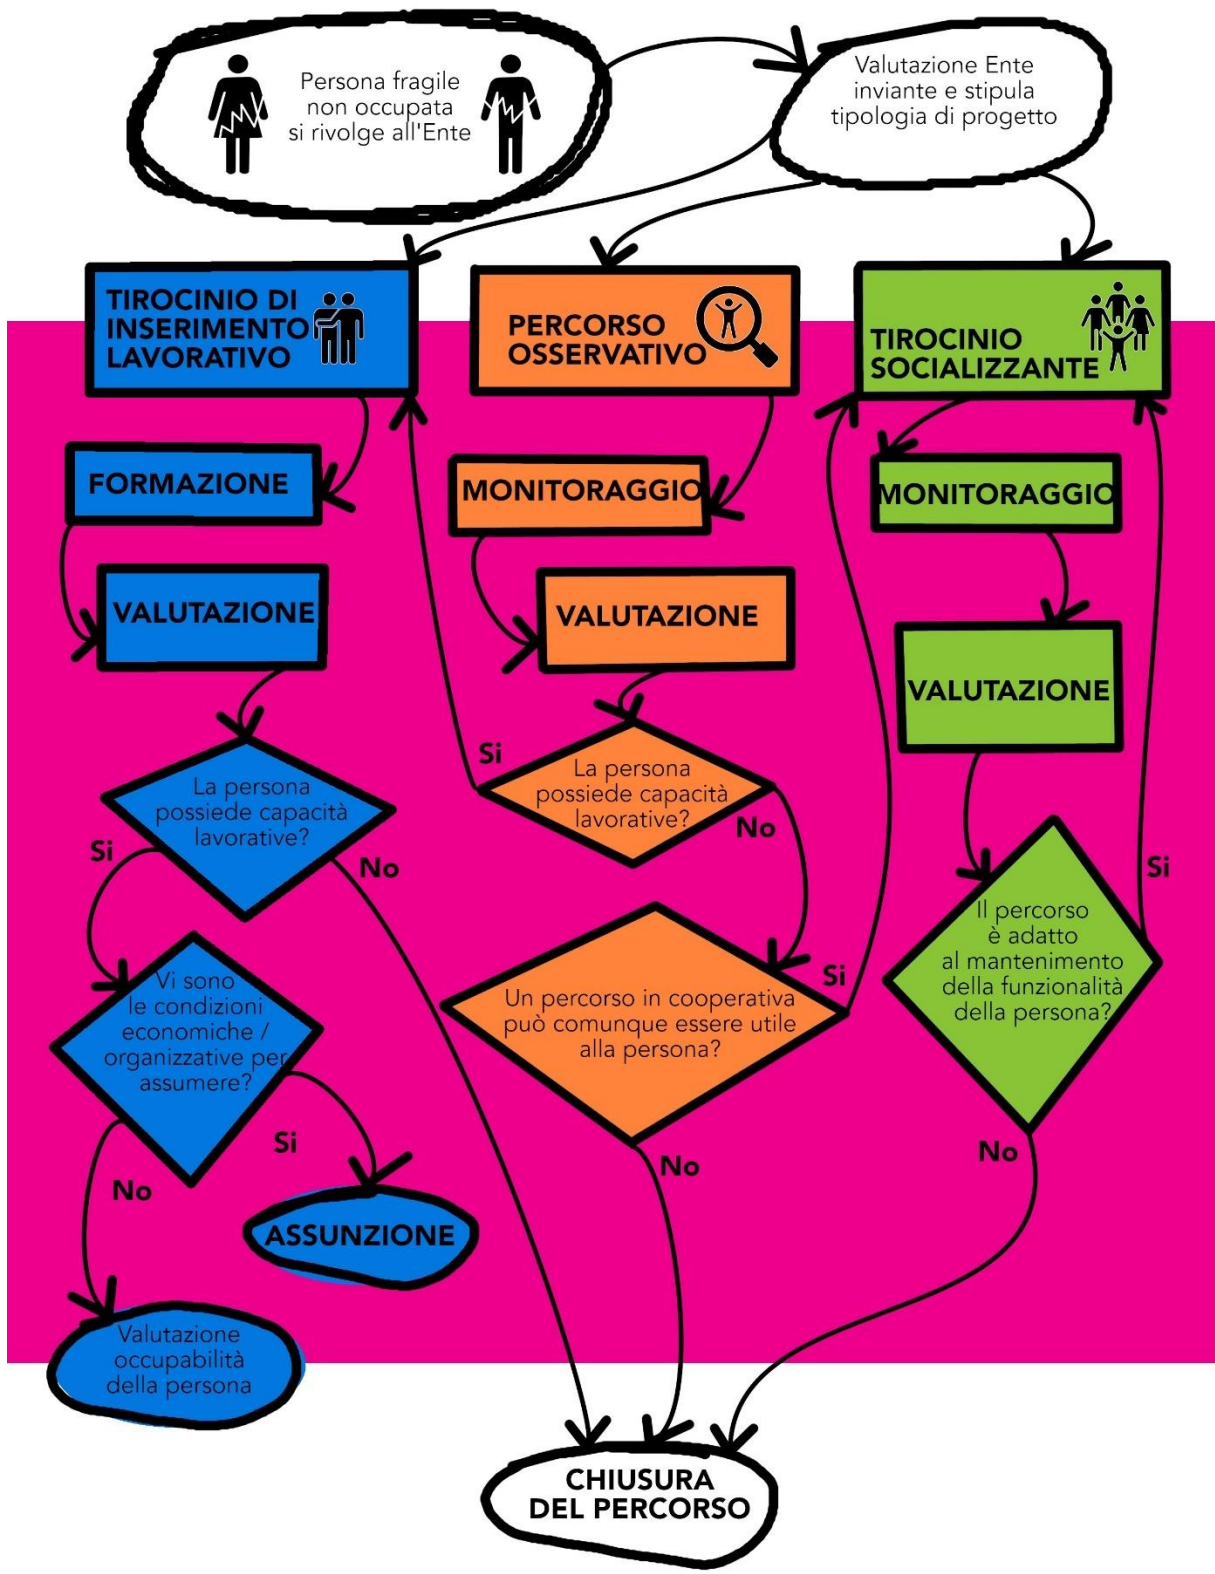 Persona fragile
non occupata
si rivolge all'Ente
Valutazione Ente
inviante e stipula
tipologia di progetto
TIROCINIO DI
INSERIMENTO
LAVORATIVO
PERCORSO
OSSERVATIVO
TIROCINIO
SOCIALIZZANTE
FORMAZIONE
MONITORAGGIO
MONITORAGGIO
VALUTAZIONE
VALUTAZIONE
VALUTAZIONE
La persona
possiede capacità
lavorative?
Si
No
La persona
possiede capacità
lavorative?
Si
No
Il percorso
è adatto
al mantenimento
della funzionalità
della persona?
Si
No
Vi sono
le condizioni
economiche /
organizzative per
assumere?
Si
No
Un percorso in cooperativa
può comunque essere utile
alla persona?
Si
No
ASSUNZIONE
Valutazione
occupabilità
della persona
CHIUSURA
DEL PERCORSO